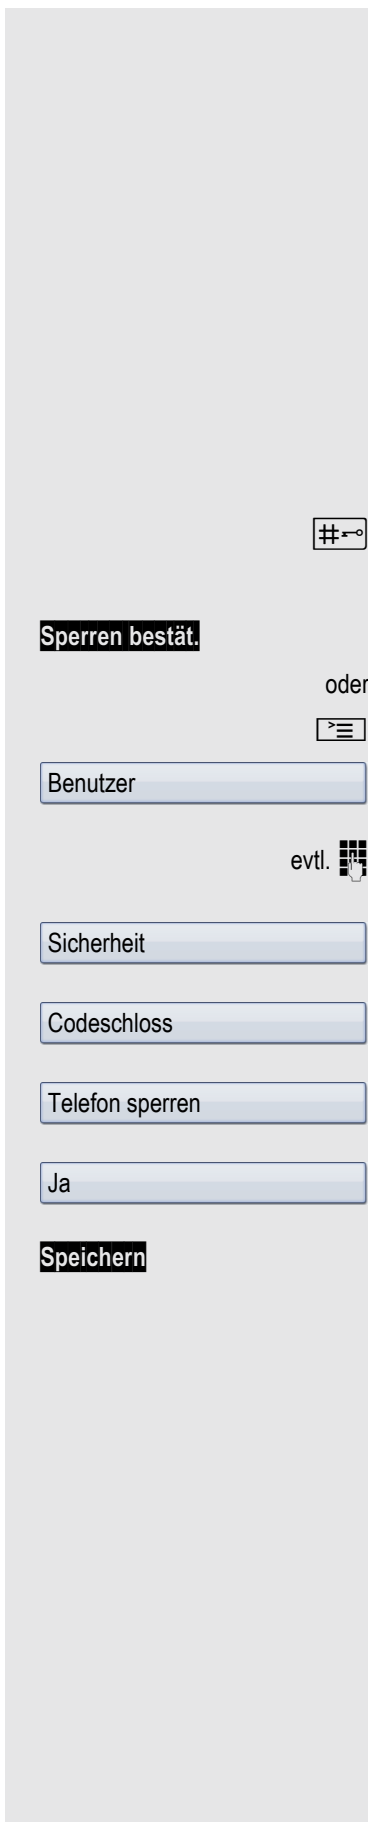 #
Sperren bestät.
oder
Benutzer
evtl.
Sicherheit
Codeschloss
Telefon sperren
Ja
Speichern